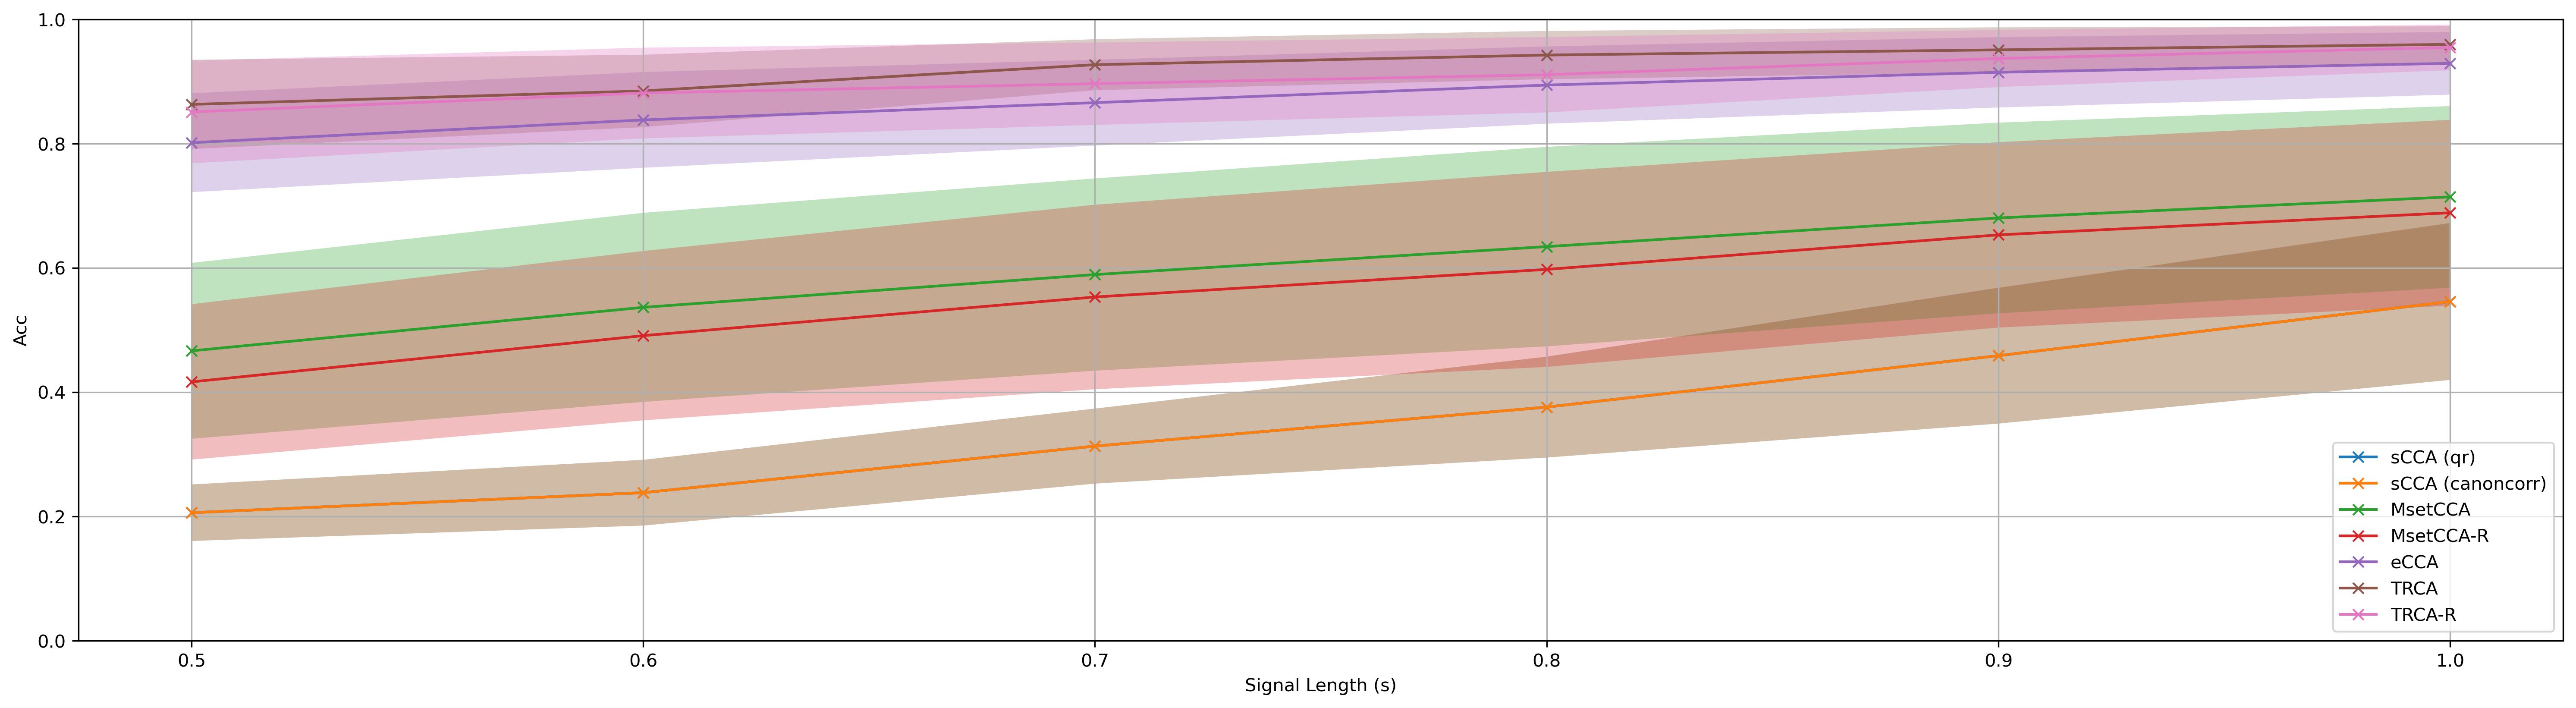 1.0
0.8
0.6
0.4
0.2
0.0
Acc
0.5 0.6 0.7 0.8 0.9 1.0
Signal Length (s)
sCCA (qr)
sCCA (canoncorr)
MsetCCA
MsetCCA-R
eCCA
TRCA
TRCA-R